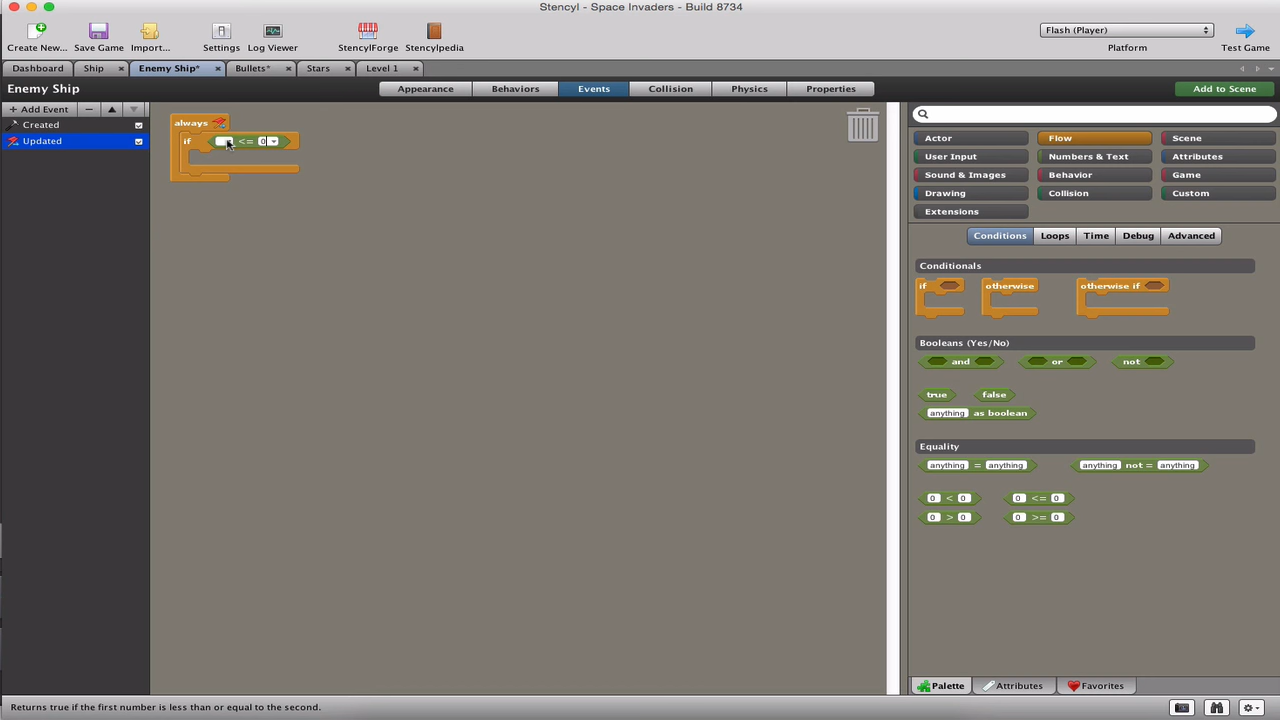 Stencyl - Space Invaders - Build 8734
Create New... Save Game Import... Settings Log Viewer StencylForge Stencylpedia Flash (Player) Platform Test Game
Dashboard Ship × Enemy Ship* × Bullets* × Stars × Level 1 ×
Enemy Ship Appearance Behaviors Events Collision Physics Properties Add to Scene
+ Add Event
Created
Updated
always
if <= 0
Actor Flow Scene
User Input Numbers & Text Attributes
Sound & Images Behavior Game
Drawing Collision Custom
Extensions
Conditions Loops Time Debug Advanced
Conditionals
if otherwise otherwise if
Booleans (Yes/No)
and or not
true false
anything as boolean
Equality
anything = anything anything not = anything
0 < 0 0 <= 0
0 > 0 0 >= 0
Palette Attributes Favorites
Returns true if the first number is less than or equal to the second.